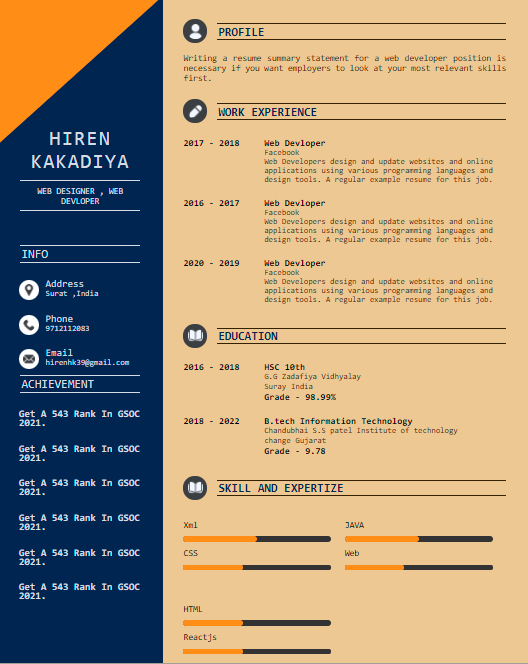 HIREN
KAKADIYA
WEB DESIGNER , WEB
DEVLOPER
INFO
Address
Surat ,India
Phone
9712112083
Email
hirenhk39@gmail.com
ACHIEVEMENT
Get A 543 Rank In GSOC
2021.
Get A 543 Rank In GSOC
2021.
Get A 543 Rank In GSOC
2021.
Get A 543 Rank In GSOC
2021.
Get A 543 Rank In GSOC
2021.
Get A 543 Rank In GSOC
2021.
PROFILE
Writing a resume summary statement for a web developer position is
necessary if you want employers to look at your most relevant skills
first.
WORK EXPERIENCE
2017 - 2018 Web Devloper
Facebook
Web Developers design and update websites and online
applications using various programming languages and
design tools. A regular example resume for this job.
2016 - 2017 Web Devloper
Facebook
Web Developers design and update websites and online
applications using various programming languages and
design tools. A regular example resume for this job.
2020 - 2019 Web Devloper
Facebook
Web Developers design and update websites and online
applications using various programming languages and
design tools. A regular example resume for this job.
EDUCATION
2016 - 2018 HSC 10th
G.G Zadafiya Vidhyalay
Suray India
Grade - 98.99%
2018 - 2022 B.tech Information Technology
Chandubhai S.S patel Institute of technology
change Gujarat
Grade - 9.78
SKILL AND EXPERTIZE
Xml JAVA
CSS Web
HTML
Reactjs